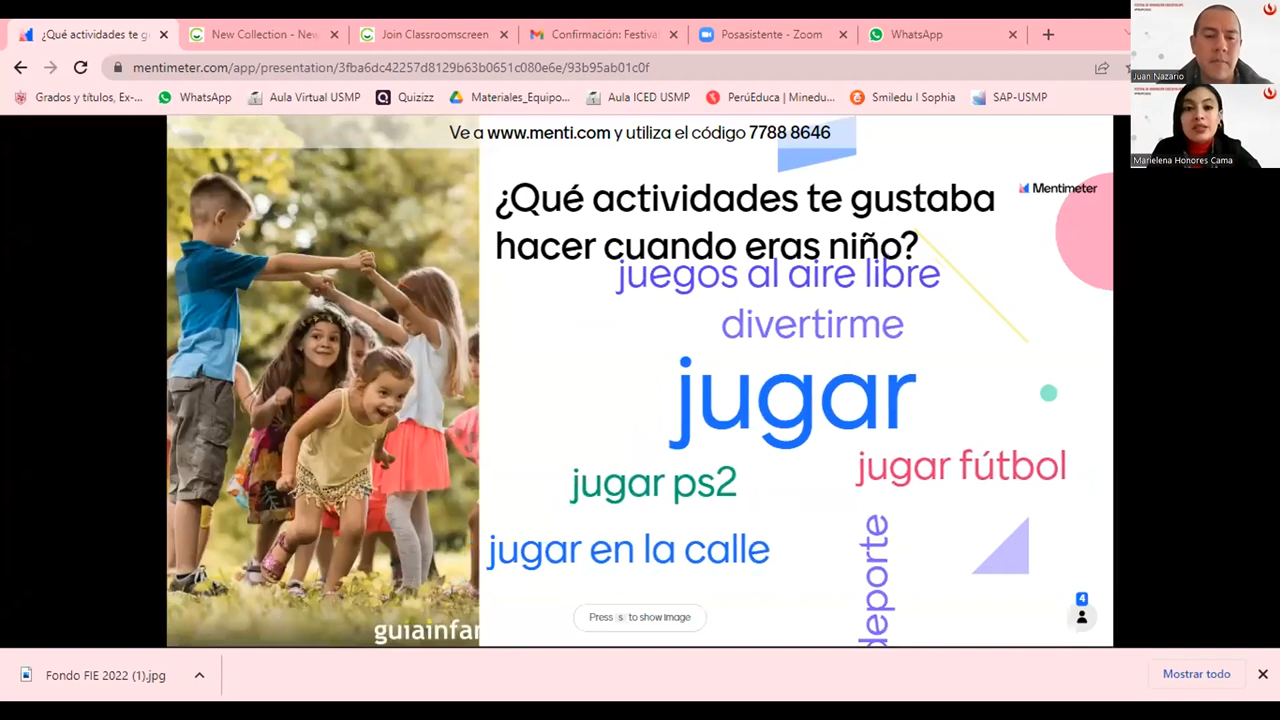 ¿Qué actividades te g
New Collection - New
Join Classroomscreen
Confirmación: Festiva
Posasistente - Zoom
WhatsApp
mentimeter.com/app/presentation/3fba6dc42257d8129b3b0651cd80e6e/93b95ab01c0f
Grados y títulos, Ex-...
WhatsApp
Aula Virtual USMP
Quizizz
Materiales_Equipo...
Aula ICED USMP
PerúEduca | Minedu...
Smiledu I Sophia
SAP-USMP
Juan Nazario
Marielena Honores Cama
Ve a www.menti.com y utiliza el código 7788 8646
¿Qué actividades te gustaba
hacer cuando eras niño?
Mentimeter
juegos al aire libre
divertirme
jugar
jugar ps2
jugar fútbol
jugar en la calle
deporte
guiainfan
Press s to show image
4
Fondo FIE 2022 (1).jpg
Mostrar todo